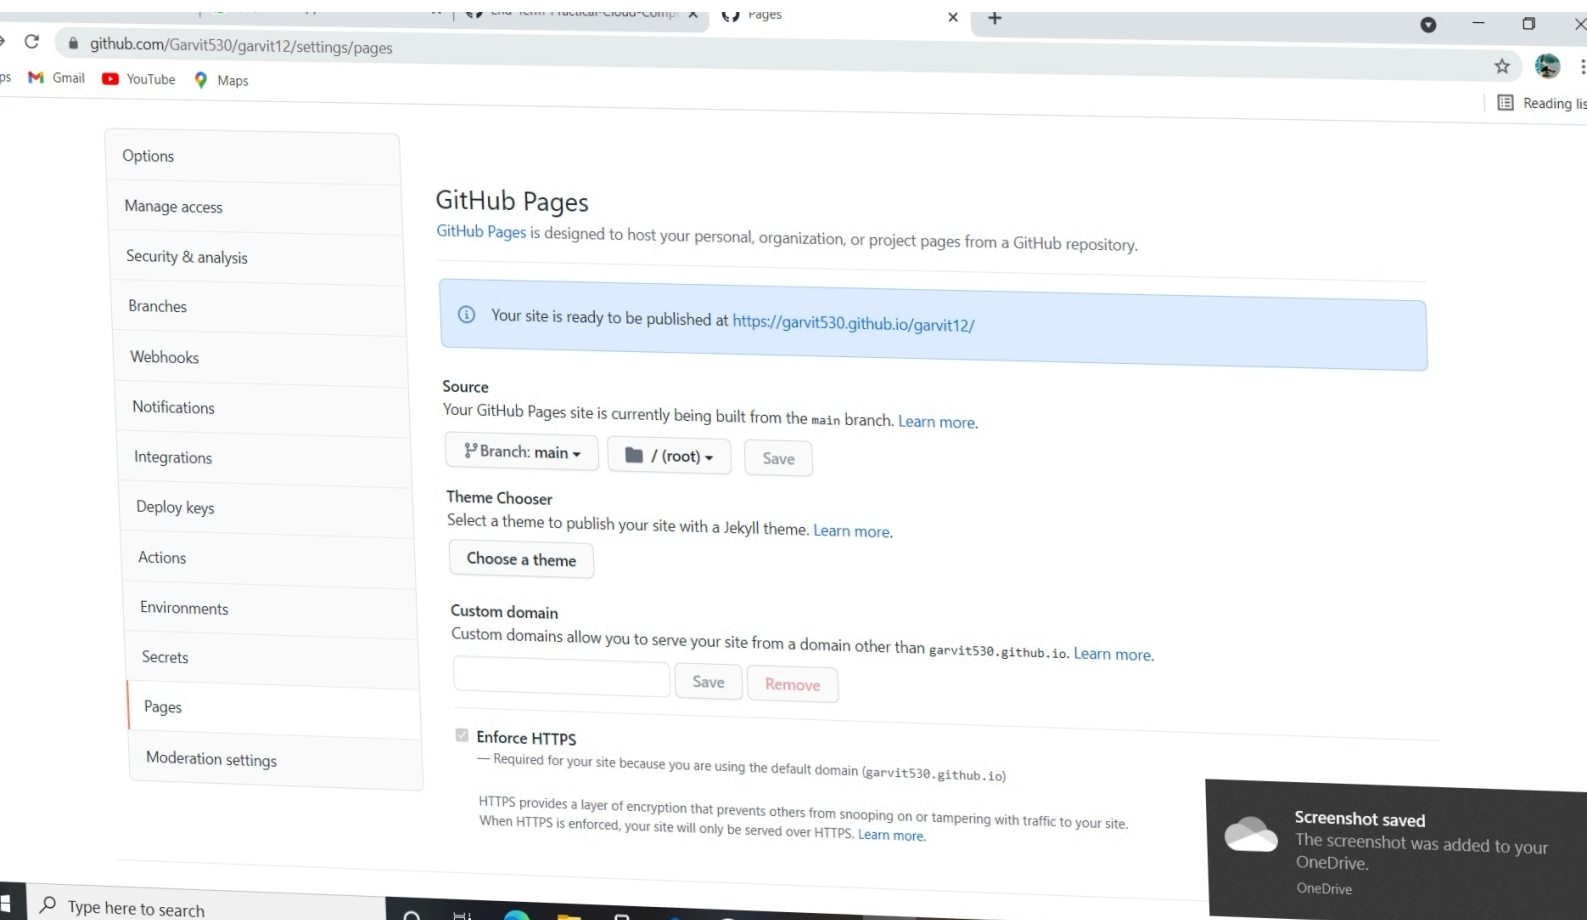 Pages
github.com/Garvit530/garvit12/settings/pages
ps Gmail YouTube Maps
Reading lis
Options
Manage access
Security & analysis
Branches
Webhooks
Notifications
Integrations
Deploy keys
Actions
Environments
Secrets
Pages
Moderation settings
GitHub Pages
GitHub Pages is designed to host your personal, organization, or project pages from a GitHub repository.
Your site is ready to be published at https://garvit530.github.io/garvit12/
Source
Your GitHub Pages site is currently being built from the main branch. Learn more.
Branch: main / (root) Save
Theme Chooser
Select a theme to publish your site with a Jekyll theme. Learn more.
Choose a theme
Custom domain
Custom domains allow you to serve your site from a domain other than garvit530.github.io. Learn more.
Save Remove
Enforce HTTPS
— Required for your site because you are using the default domain (garvit530.github.io)
HTTPS provides a layer of encryption that prevents others from snooping on or tampering with traffic to your site.
When HTTPS is enforced, your site will only be served over HTTPS. Learn more.
Screenshot saved
The screenshot was added to your
OneDrive.
OneDrive
Type here to search